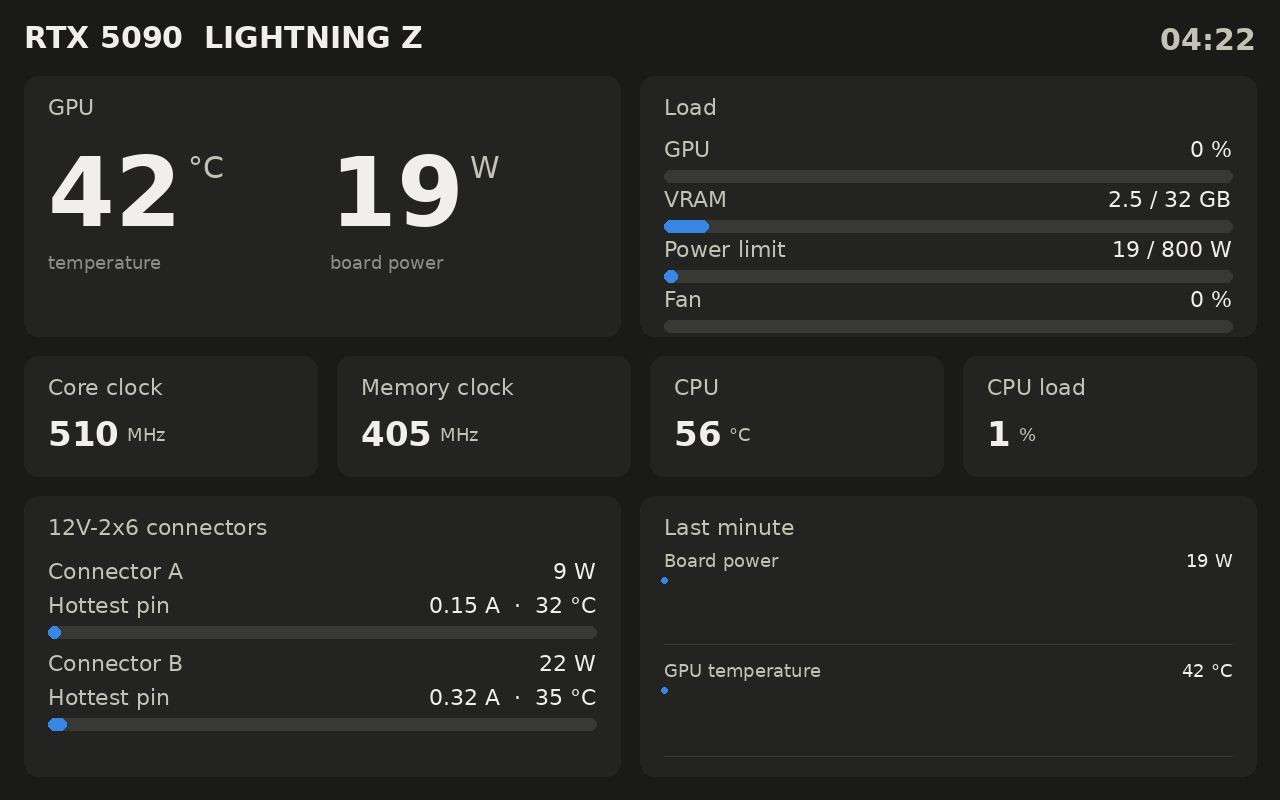 RTX 5090 LIGHTNING Z
04:22
GPU
42 °C
temperature
19 W
board power
Load
GPU 0 %
VRAM 2.5 / 32 GB
Power limit 19 / 800 W
Fan 0 %
Core clock
510 MHz
Memory clock
405 MHz
CPU
56 °C
CPU load
1 %
12V-2x6 connectors
Connector A 9 W
Hottest pin 0.15 A · 32 °C
Connector B 22 W
Hottest pin 0.32 A · 35 °C
Last minute
Board power 19 W
GPU temperature 42 °C